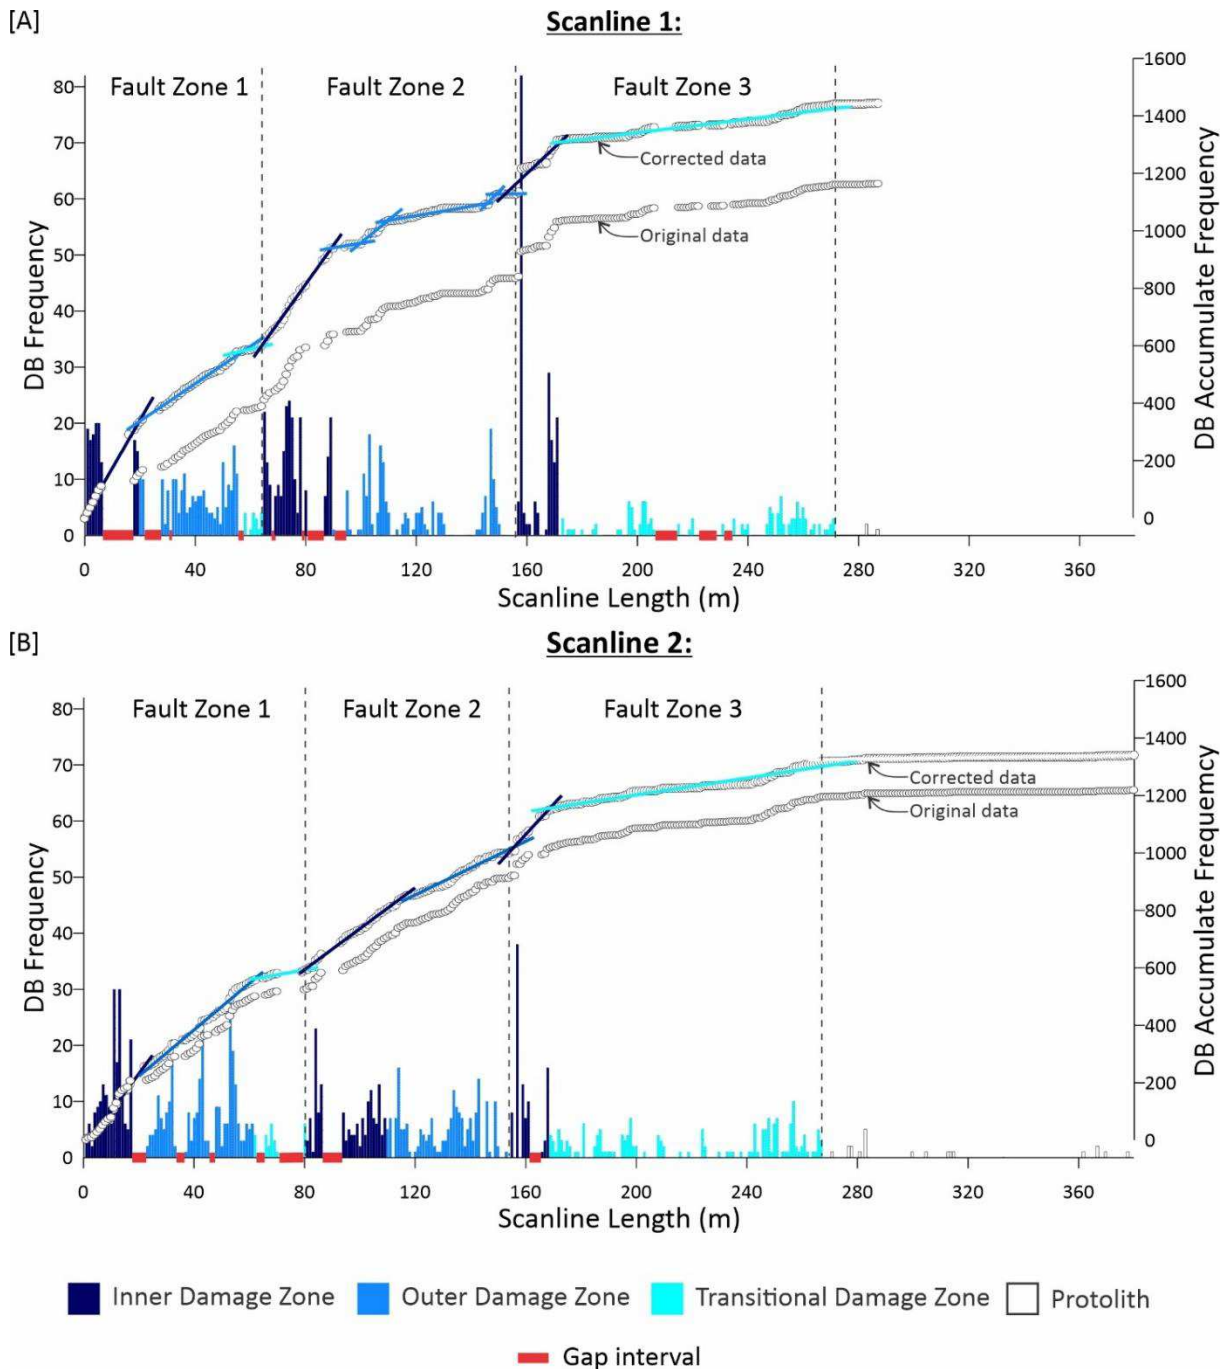 [A]
Scanline 1:
Fault Zone 1
Fault Zone 2
Fault Zone 3
DB Frequency
80
70
60
50
40
30
20
10
0
Corrected data
Original data
1600
1400
1200
1000
800
600
400
200
0
DB Accumulate Frequency
0 40 80 120 160 200 240 280 320 360
Scanline Length (m)
[B]
Scanline 2:
Fault Zone 1
Fault Zone 2
Fault Zone 3
DB Frequency
80
70
60
50
40
30
20
10
0
Corrected data
Original data
1600
1400
1200
1000
800
600
400
200
0
DB Accumulate Frequency
0 40 80 120 160 200 240 280 320 360
Scanline Length (m)
Inner Damage Zone
Outer Damage Zone
Transitional Damage Zone
Protolith
Gap interval